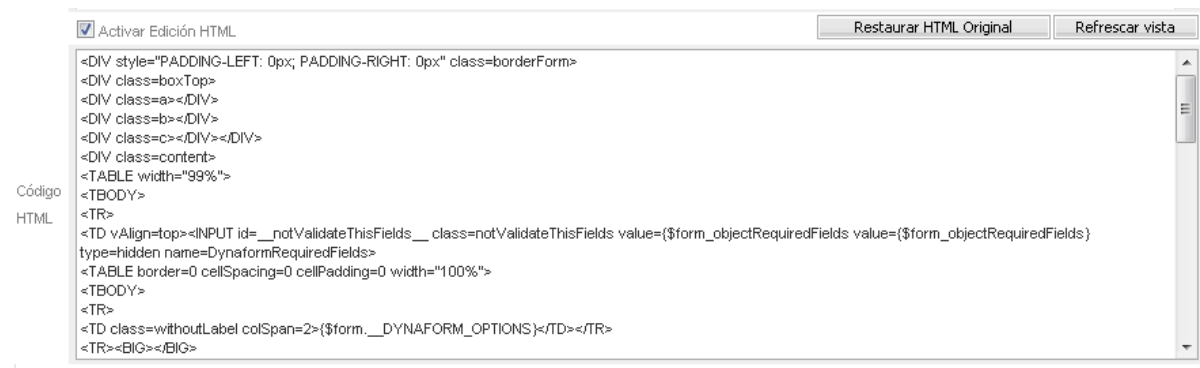 Activar Edición HTML Restaurar HTML Original Refrescar vista
<DIV style="PADDING-LEFT: 0px; PADDING-RIGHT: 0px" class=borderForm>
<DIV class=boxTop>
<DIV class=a></DIV>
<DIV class=b></DIV>
<DIV class=c></DIV></DIV>
<DIV class=content>
<TABLE width="99%">
<TBODY>
<TR>
<TD vAlign=top><INPUT id=__notValidateThisFields__ class=notValidateThisFields value={$form_objectRequiredFields value={$form_objectRequiredFields}
type=hidden name=DynaformRequiredFields>
<TABLE border=0 cellSpacing=0 cellPadding=0 width="100%">
<TBODY>
<TR>
<TD class=withoutLabel colSpan=2>{$form.__DYNAFORM_OPTIONS}</TD></TR>
<TR><BIG></BIG>
Código
HTML